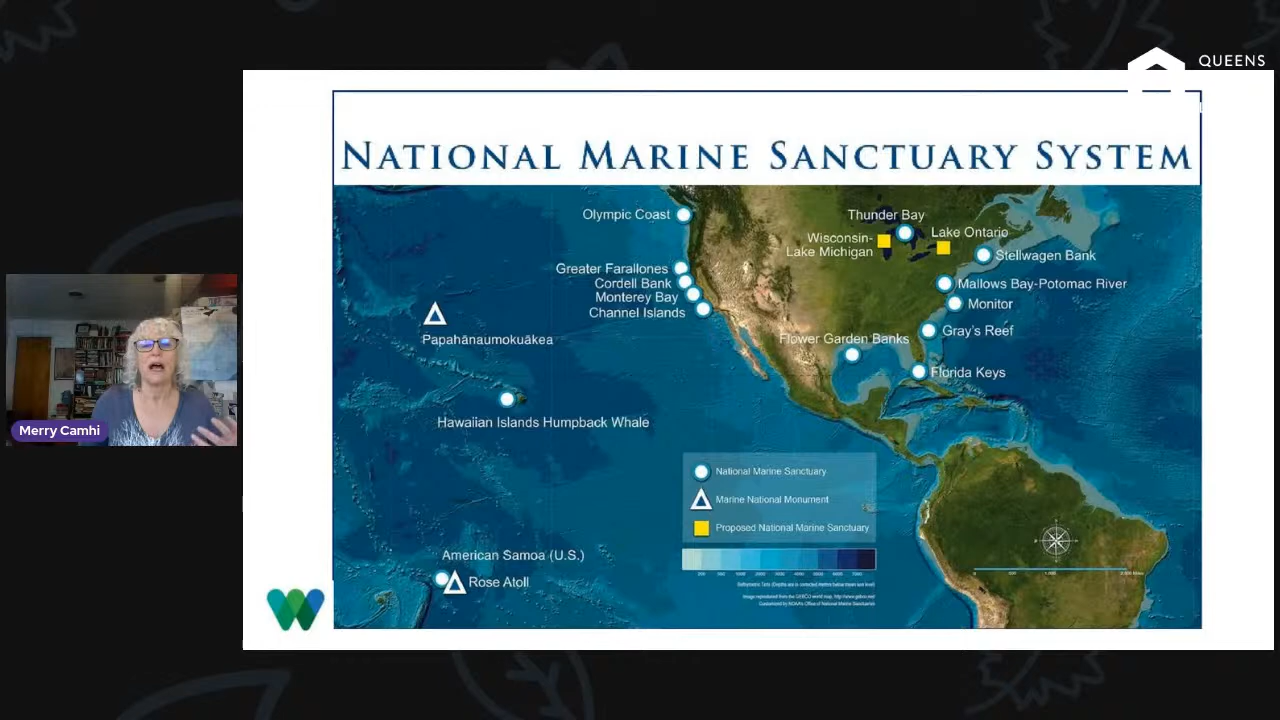 QUEENS
NATIONAL MARINE SANCTUARY SYSTEM
Olympic Coast
Thunder Bay
Lake Ontario
Wisconsin-
Lake Michigan
Stellwagen Bank
Greater Farallones
Cordell Bank
Monterey Bay
Channel Islands
Mallows Bay-Potomac River
Monitor
Gray's Reef
Flower Garden Banks
Florida Keys
Papahānaumokuākea
Hawaiian Islands Humpback Whale
Merry Camhi
National Marine Sanctuary
Marine National Monument
Proposed National Marine Sanctuary
American Samoa (U.S.)
Rose Atoll